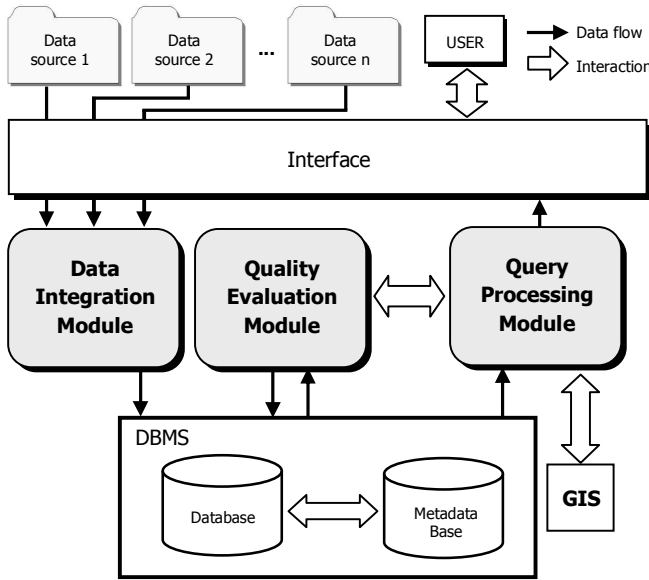 Data
source 1
Data
source 2
...
Data
source n
USER
Data flow
Interaction
Interface
Data
Integration
Module
Quality
Evaluation
Module
Query
Processing
Module
DBMS
Database
Metadata
Base
GIS